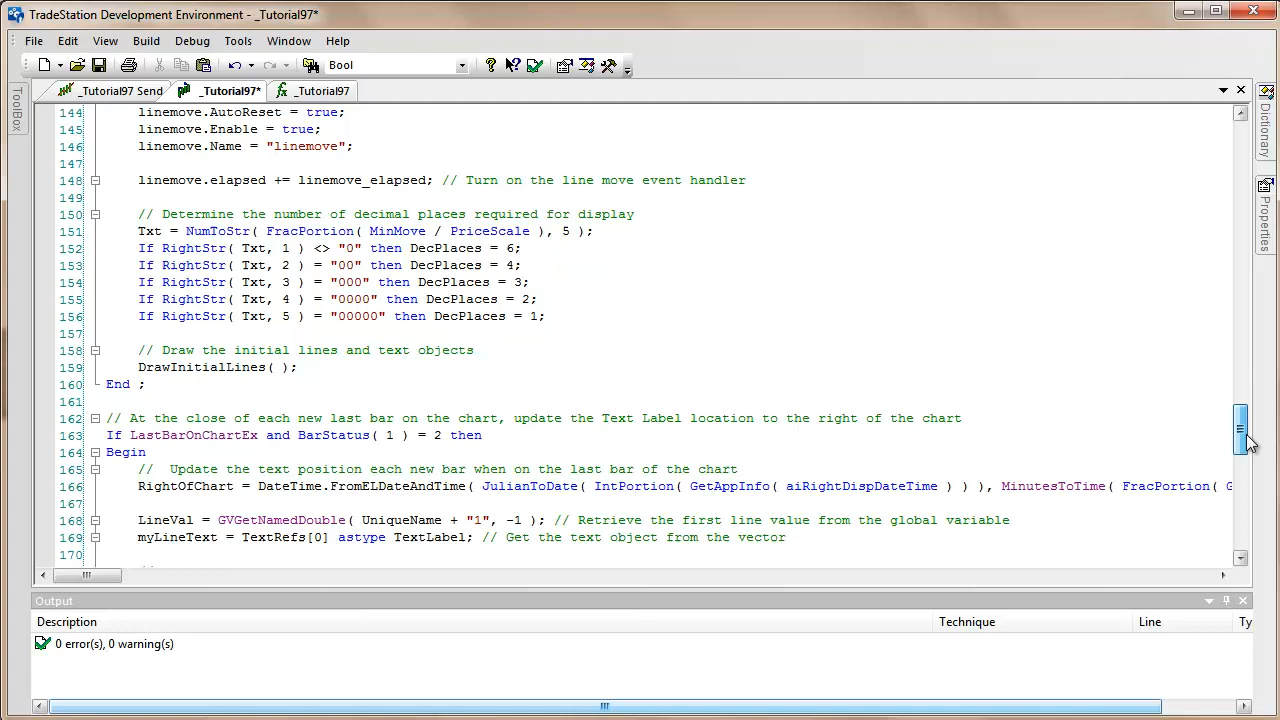 TradeStation Development Environment - _Tutorial97*
File Edit View Build Debug Tools Window Help
Bool
_Tutorial97 Send _Tutorial97* _Tutorial97
ToolBox
Dictionary
Properties
144 linemove.AutoReset = true;
145 linemove.Enable = true;
146 linemove.Name = "linemove";
147
148 linemove.elapsed += linemove_elapsed; // Turn on the line move event handler
149
150 // Determine the number of decimal places required for display
151 Txt = NumToStr( FracPortion( MinMove / PriceScale ), 5 );
152 If RightStr( Txt, 1 ) <> "0" then DecPlaces = 6;
153 If RightStr( Txt, 2 ) = "00" then DecPlaces = 4;
154 If RightStr( Txt, 3 ) = "000" then DecPlaces = 3;
155 If RightStr( Txt, 4 ) = "0000" then DecPlaces = 2;
156 If RightStr( Txt, 5 ) = "00000" then DecPlaces = 1;
157
158 // Draw the initial lines and text objects
159 DrawInitialLines( );
160 End ;
161
162 // At the close of each new last bar on the chart, update the Text Label location to the right of the chart
163 If LastBarOnChartEx and BarStatus( 1 ) = 2 then
164 Begin
165 //  Update the text position each new bar when on the last bar of the chart
166 RightOfChart = DateTime.FromELDateAndTime( JulianToDate( IntPortion( GetAppInfo( aiRightDispDateTime ) ) ), MinutesToTime( FracPortion( G
167
168 LineVal = GVGetNamedDouble( UniqueName + "1", -1 ); // Retrieve the first line value from the global variable
169 myLineText = TextRefs[0] astype TextLabel; // Get the text object from the vector
170
Output
Description Technique Line Ty
0 error(s), 0 warning(s)